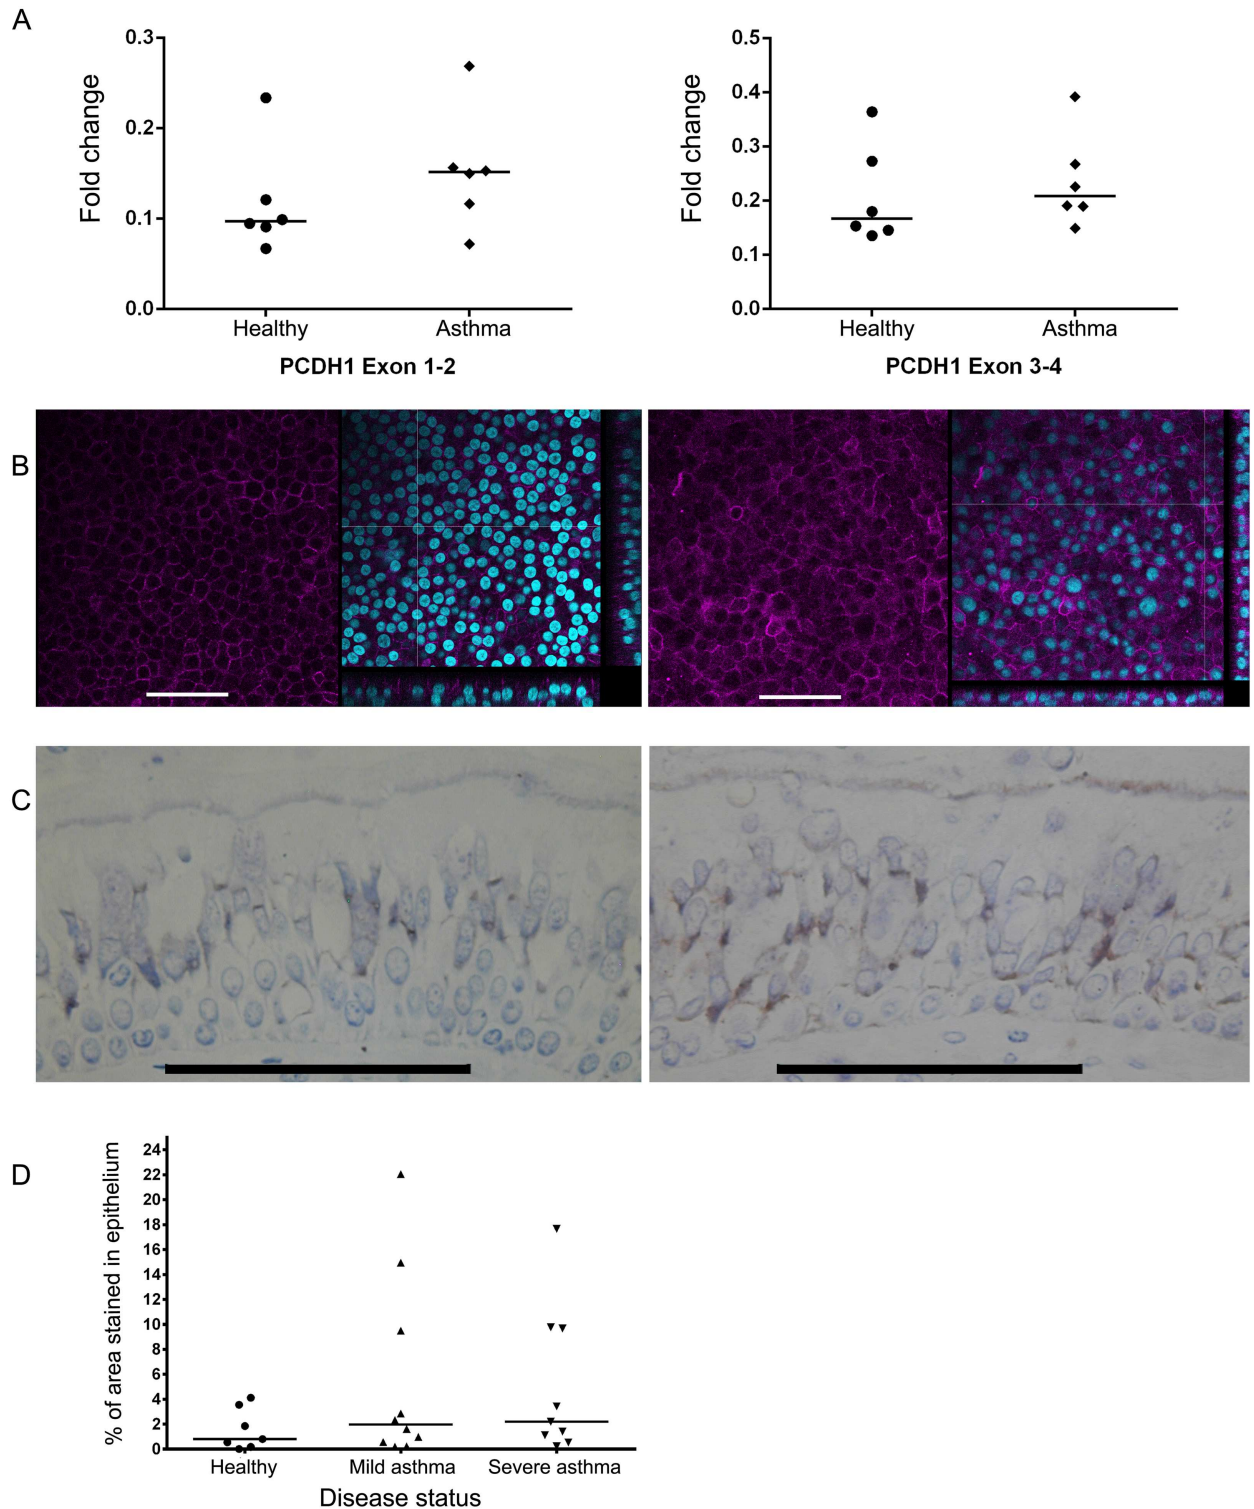 A
Fold change
0.3
0.2
0.1
0.0
Healthy
Asthma
PCDH1 Exon 1-2
Fold change
0.5
0.4
0.3
0.2
0.1
0.0
Healthy
Asthma
PCDH1 Exon 3-4
B
C
D
% of area stained in epithelium
24
22
20
18
16
14
12
10
8
6
4
2
0
Healthy
Mild asthma
Severe asthma
Disease status